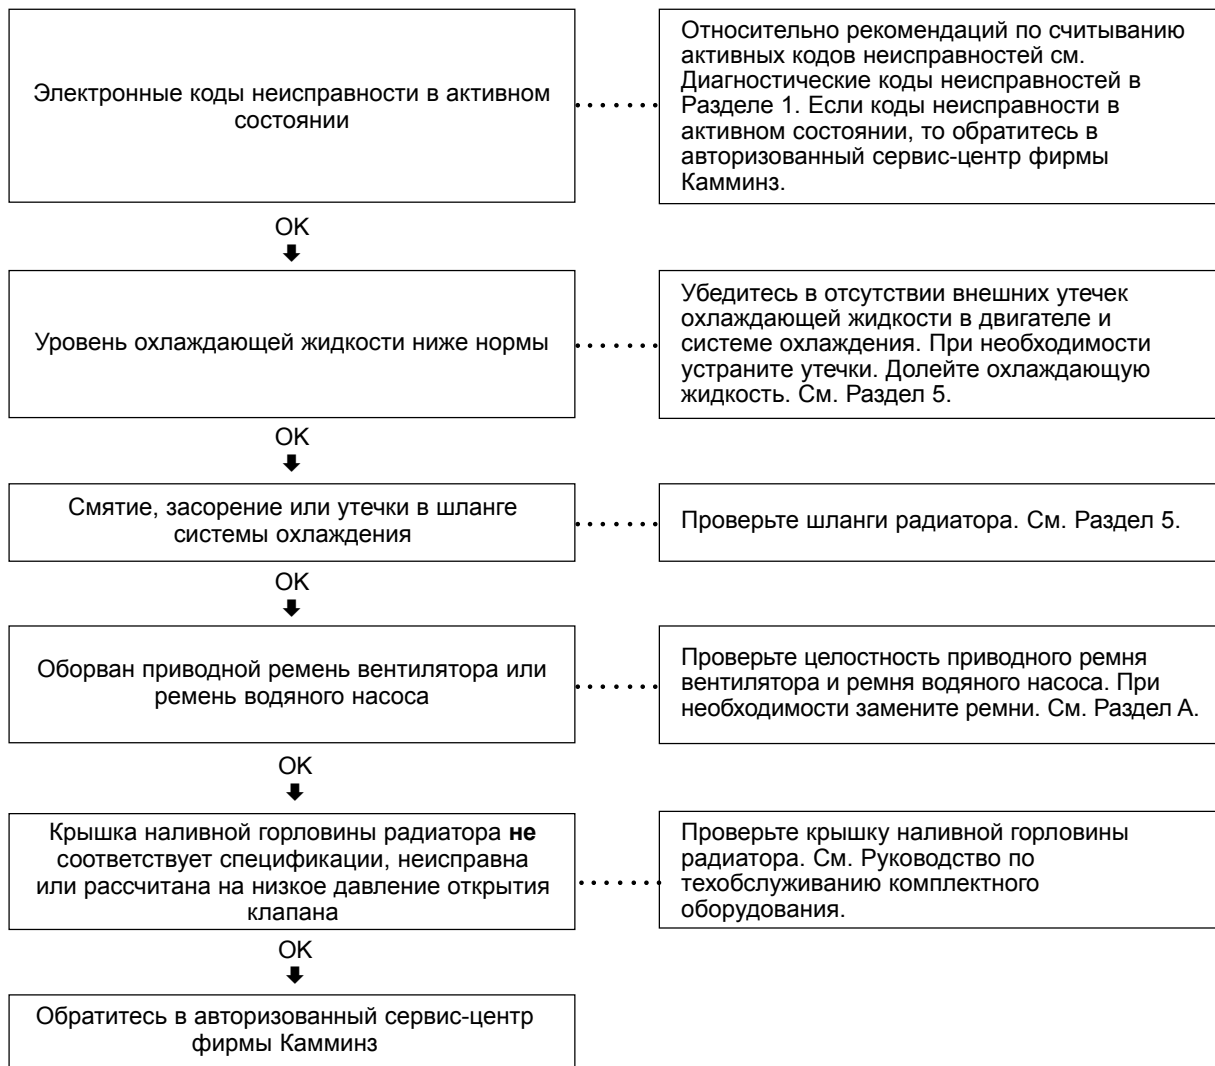 Электронные коды неисправности в активном
состоянии
Относительно рекомендаций по считыванию
активных кодов неисправностей см.
Диагностические коды неисправностей в
Разделе 1. Если коды неисправности в
активном состоянии, то обратитесь в
авторизованный сервис-центр фирмы
Камминз.
OK
Уровень охлаждающей жидкости ниже нормы
Убедитесь в отсутствии внешних утечек
охлаждающей жидкости в двигателе и
системе охлаждения. При необходимости
устраните утечки. Долейте охлаждающую
жидкость. См. Раздел 5.
OK
Смятие, засорение или утечки в шланге
системы охлаждения
Проверьте шланги радиатора. См. Раздел 5.
OK
Оборван приводной ремень вентилятора или
ремень водяного насоса
Проверьте целостность приводного ремня
вентилятора и ремня водяного насоса. При
необходимости замените ремни. См. Раздел А.
OK
Крышка наливной горловины радиатора не
соответствует спецификации, неисправна
или рассчитана на низкое давление открытия
клапана
Проверьте крышку наливной горловины
радиатора. См. Руководство по
техобслуживанию комплектного
оборудования.
OK
Обратитесь в авторизованный сервис-центр
фирмы Камминз